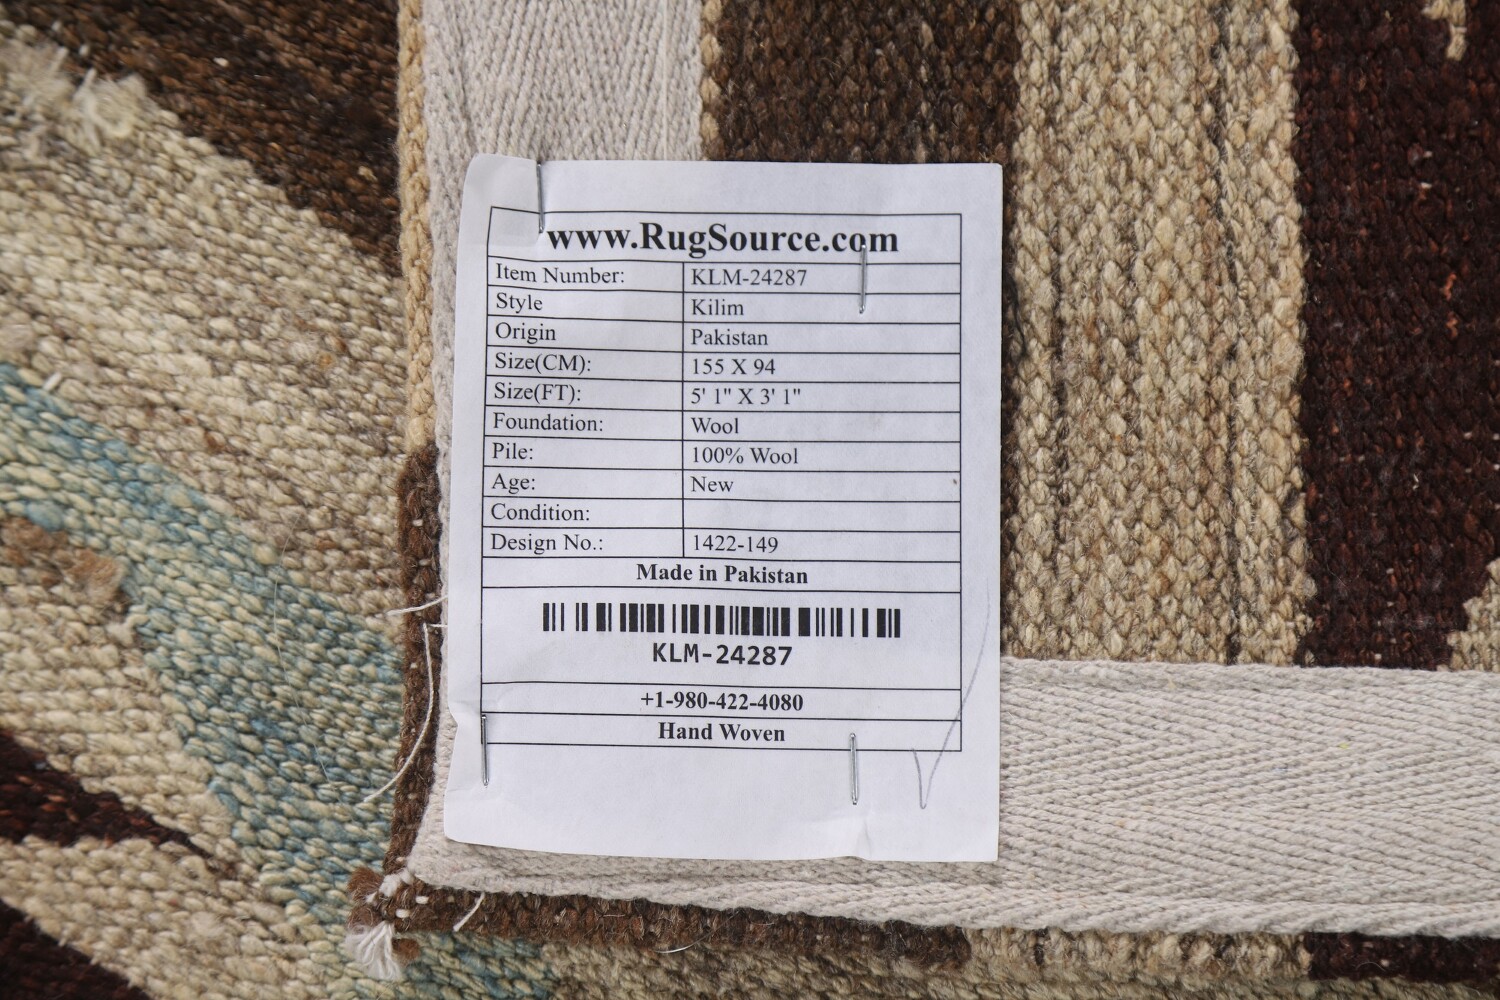 www.RugSource.com
Item Number: KLM-24287
Style Kilim
Origin Pakistan
Size(CM): 155 X 94
Size(FT): 5' 1" X 3' 1"
Foundation: Wool
Pile: 100% Wool
Age: New
Condition:
Design No.: 1422-149
Made in Pakistan
KLM-24287
+1-980-422-4080
Hand Woven